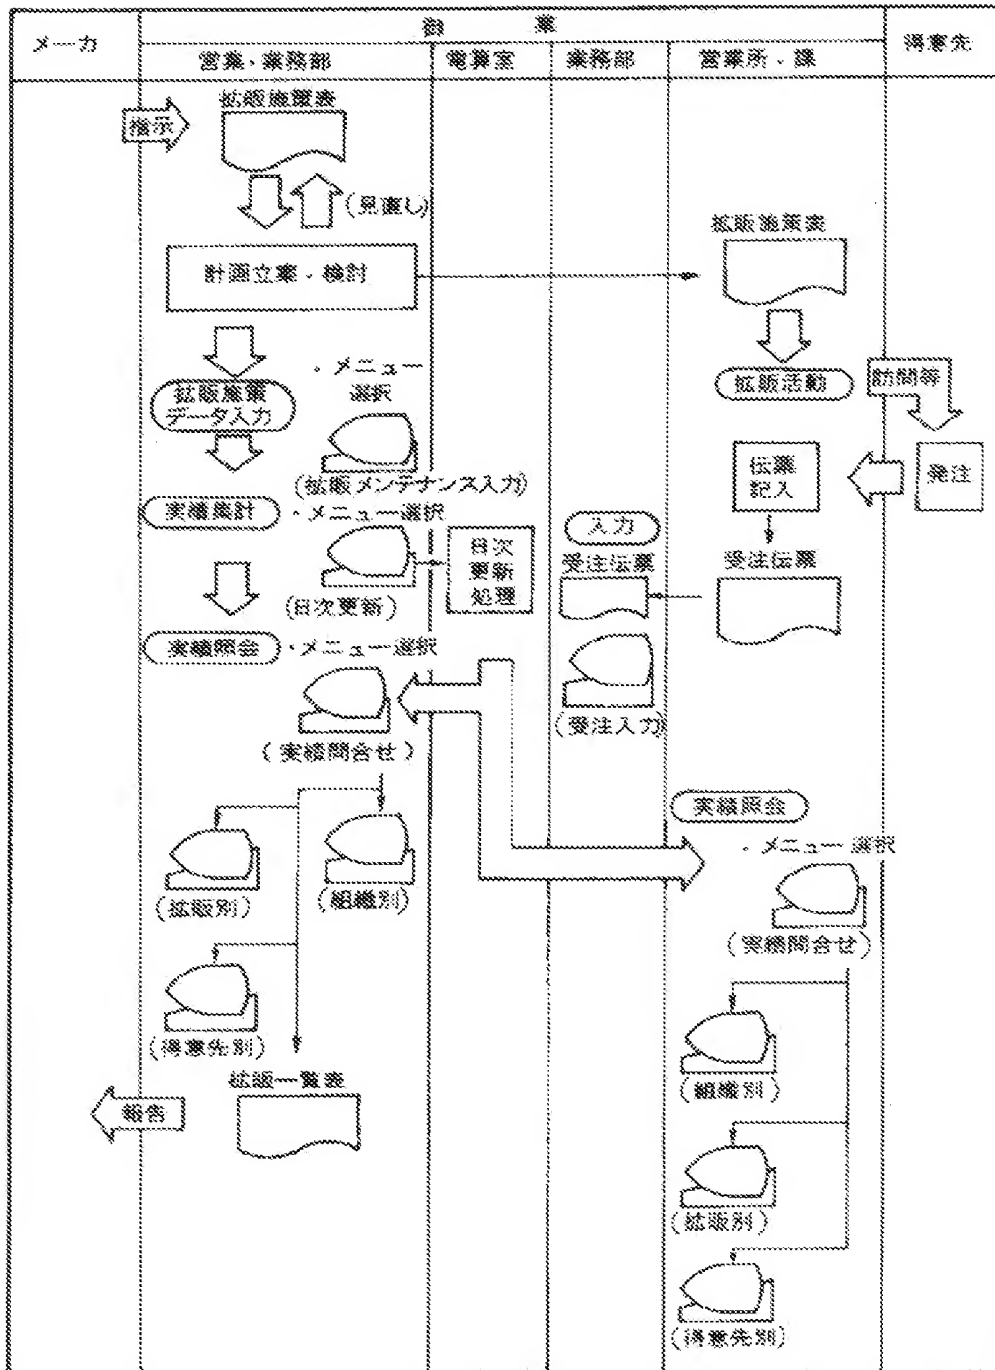 メーカ
営業・業務部
電算室
業務部
営業所・課
得意先
指示
拡販施策表
(見直し)
計画立案・検討
拡販施策表
・メニュー
選択
データ入力
(拡販メンテナンス入力)
拡販活動
訪問等
発注
伝票
記入
実績集計
・メニュー選択
(日次更新)
日次
更新
処理
入力
受注伝票
(受注入力)
受注伝票
実績照会
・メニュー選択
(実績問合せ)
(拡販別)
(組織別)
(得意先別)
拡販一覧表
報告
実績照会
・メニュー選択
(実績問合せ)
(組織別)
(拡販別)
(得意先別)